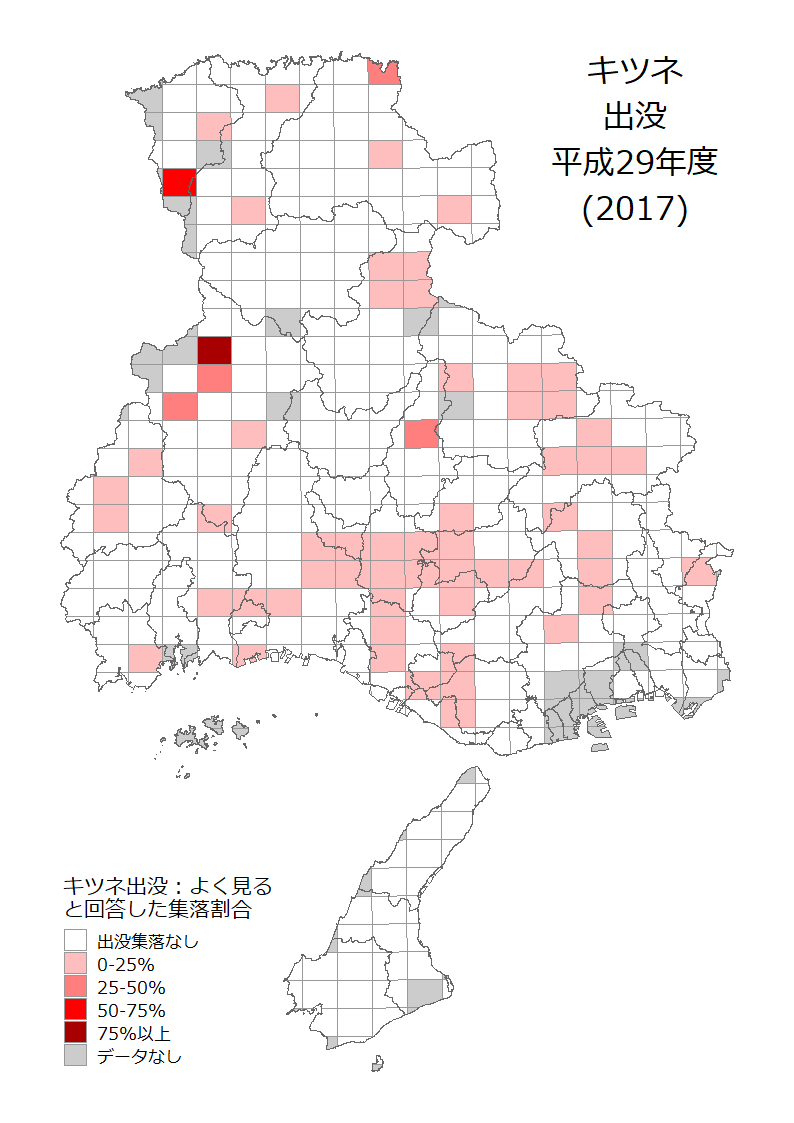 キツネ
出没
平成29年度
(2017)
キツネ出没：よく見る
と回答した集落割合
出没集落なし
0-25%
25-50%
50-75%
75%以上
データなし